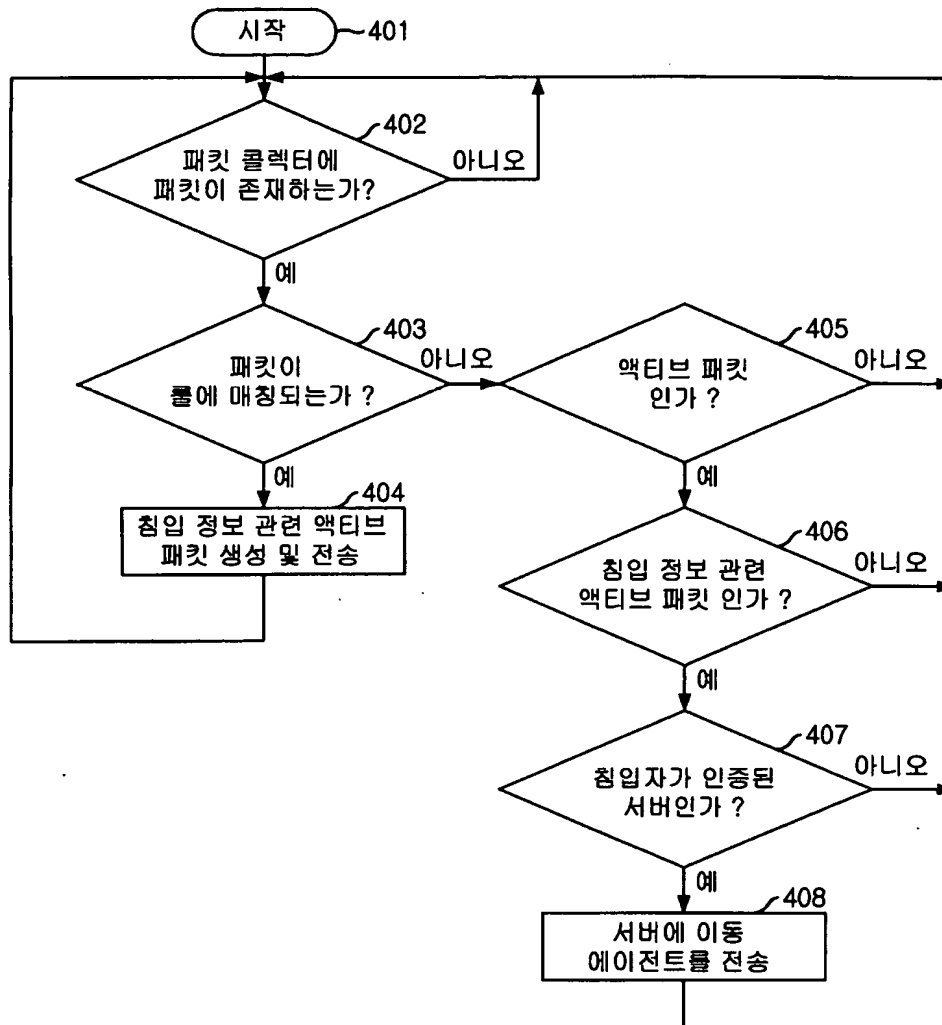 시작
401
402
패킷 콜렉터에
패킷이 존재하는가?
아니오
예
403
패킷이
룰에 매칭되는가 ?
아니오
예
404
침입 정보 관련 액티브
패킷 생성 및 전송
405
액티브 패킷
인가 ?
아니오
예
406
침입 정보 관련
액티브 패킷 인가 ?
아니오
예
407
침입자가 인증된
서버인가 ?
아니오
예
408
서버에 이동
에이전트를 전송